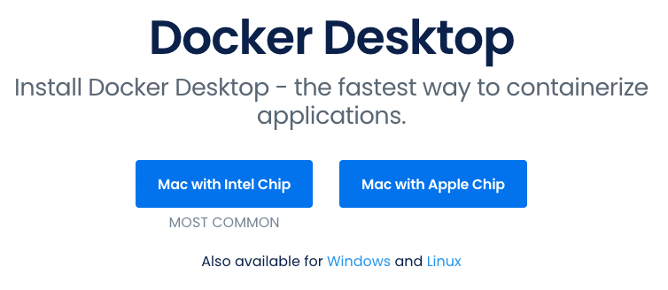 Docker Desktop
Install Docker Desktop - the fastest way to containerize
applications.
Mac with Intel Chip
Mac with Apple Chip
MOST COMMON
Also available for Windows and Linux